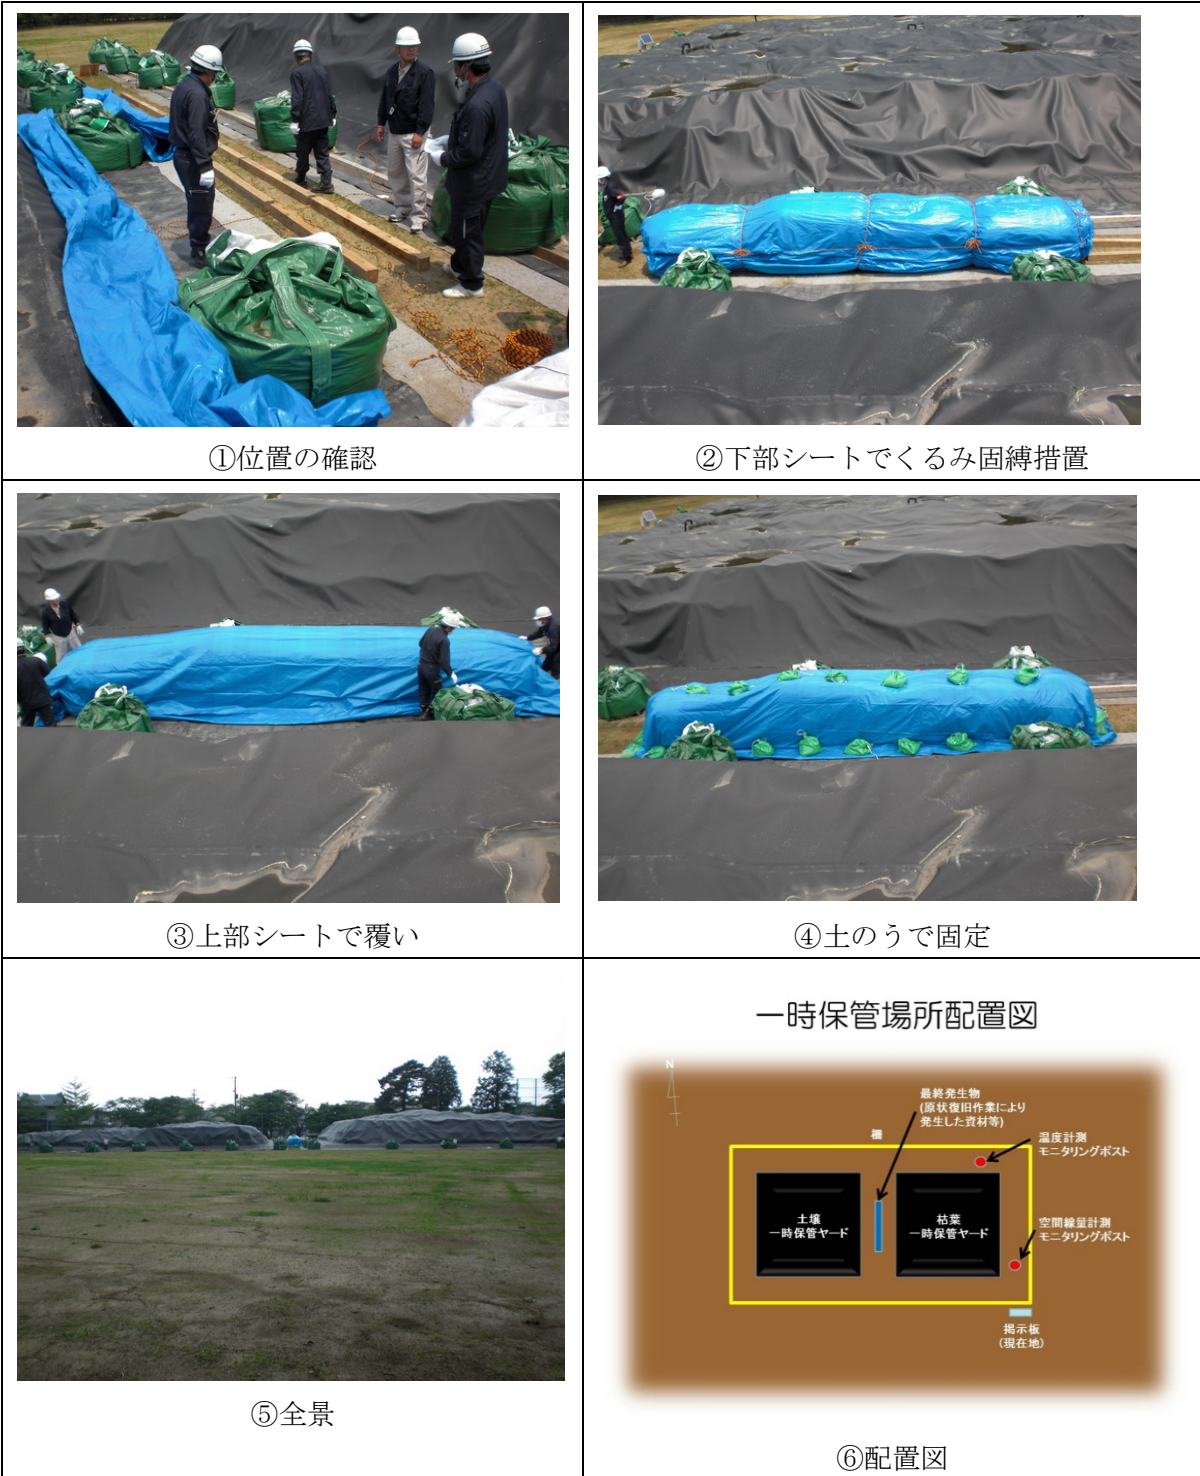 ①位置の確認
②下部シートでくるみ固縛措置
③上部シートで覆い
④土のうで固定
⑤全景
一時保管場所配置図
N
最終発生物
(原状復旧作業により
発生した資材等)
柵
温度計測
モニタリングポスト
土壌
一時保管ヤード
枯葉
一時保管ヤード
空間線量計測
モニタリングポスト
掲示板
(現在地)
⑥配置図